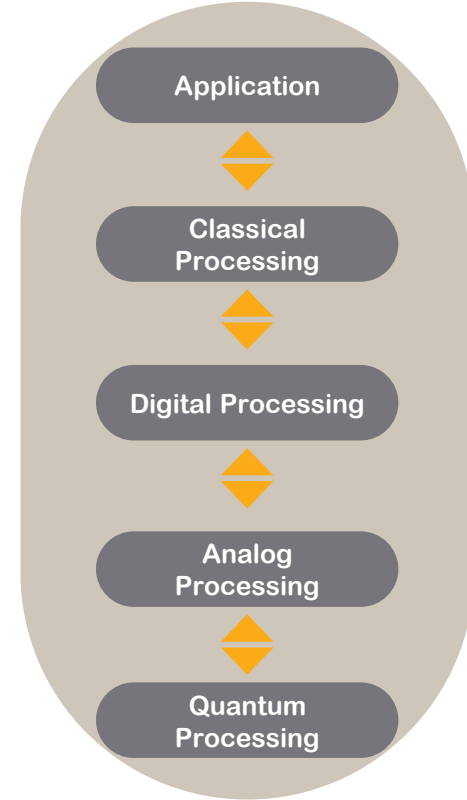 Application
Classical
Processing
Digital Processing
Analog
Processing
Quantum
Processing